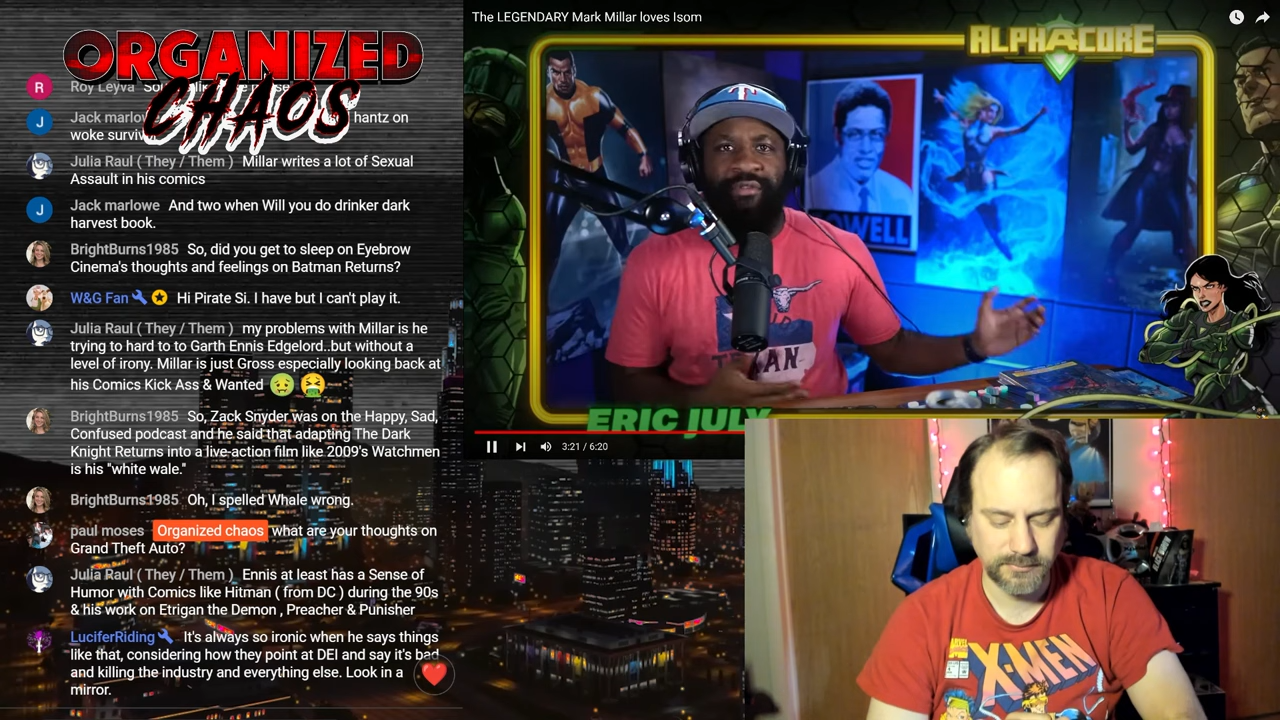 ORGANIZED
CHAOS
R
Roy Leyva
J
Jack marlo
hantz on
woke surviv
Julia Raul ( They / Them ) Millar writes a lot of Sexual
Assault in his comics
J
Jack marlowe And two when Will you do drinker dark
harvest book.
BrightBurns1985 So, did you get to sleep on Eyebrow
Cinema's thoughts and feelings on Batman Returns?
W&G Fan Hi Pirate Si. I have but I can't play it.
Julia Raul ( They / Them ) my problems with Millar is he
trying to hard to to Garth Ennis Edgelord..but without a
level of irony. Millar is just Gross especially looking back at
his Comics Kick Ass & Wanted
BrightBurns1985 So, Zack Snyder was on the Happy, Sad,
Confused podcast and he said that adapting The Dark
Knight Returns into a live-action film like 2009's Watchmen
is his "white wale."
BrightBurns1985 Oh, I spelled Whale wrong.
paul moses Organized chaos what are your thoughts on
Grand Theft Auto?
Julia Raul ( They / Them ) Ennis at least has a Sense of
Humor with Comics like Hitman ( from DC ) during the 90s
& his work on Etrigan the Demon , Preacher & Punisher
LuciferRiding It's always so ironic when he says things
like that, considering how they point at DEI and say it's bad
and killing the industry and everything else. Look in a
mirror.
The LEGENDARY Mark Millar loves Isom
ALPHACORE
T
OWELL
ERIC JULY
3:21 / 6:20
MARVEL
X-MEN